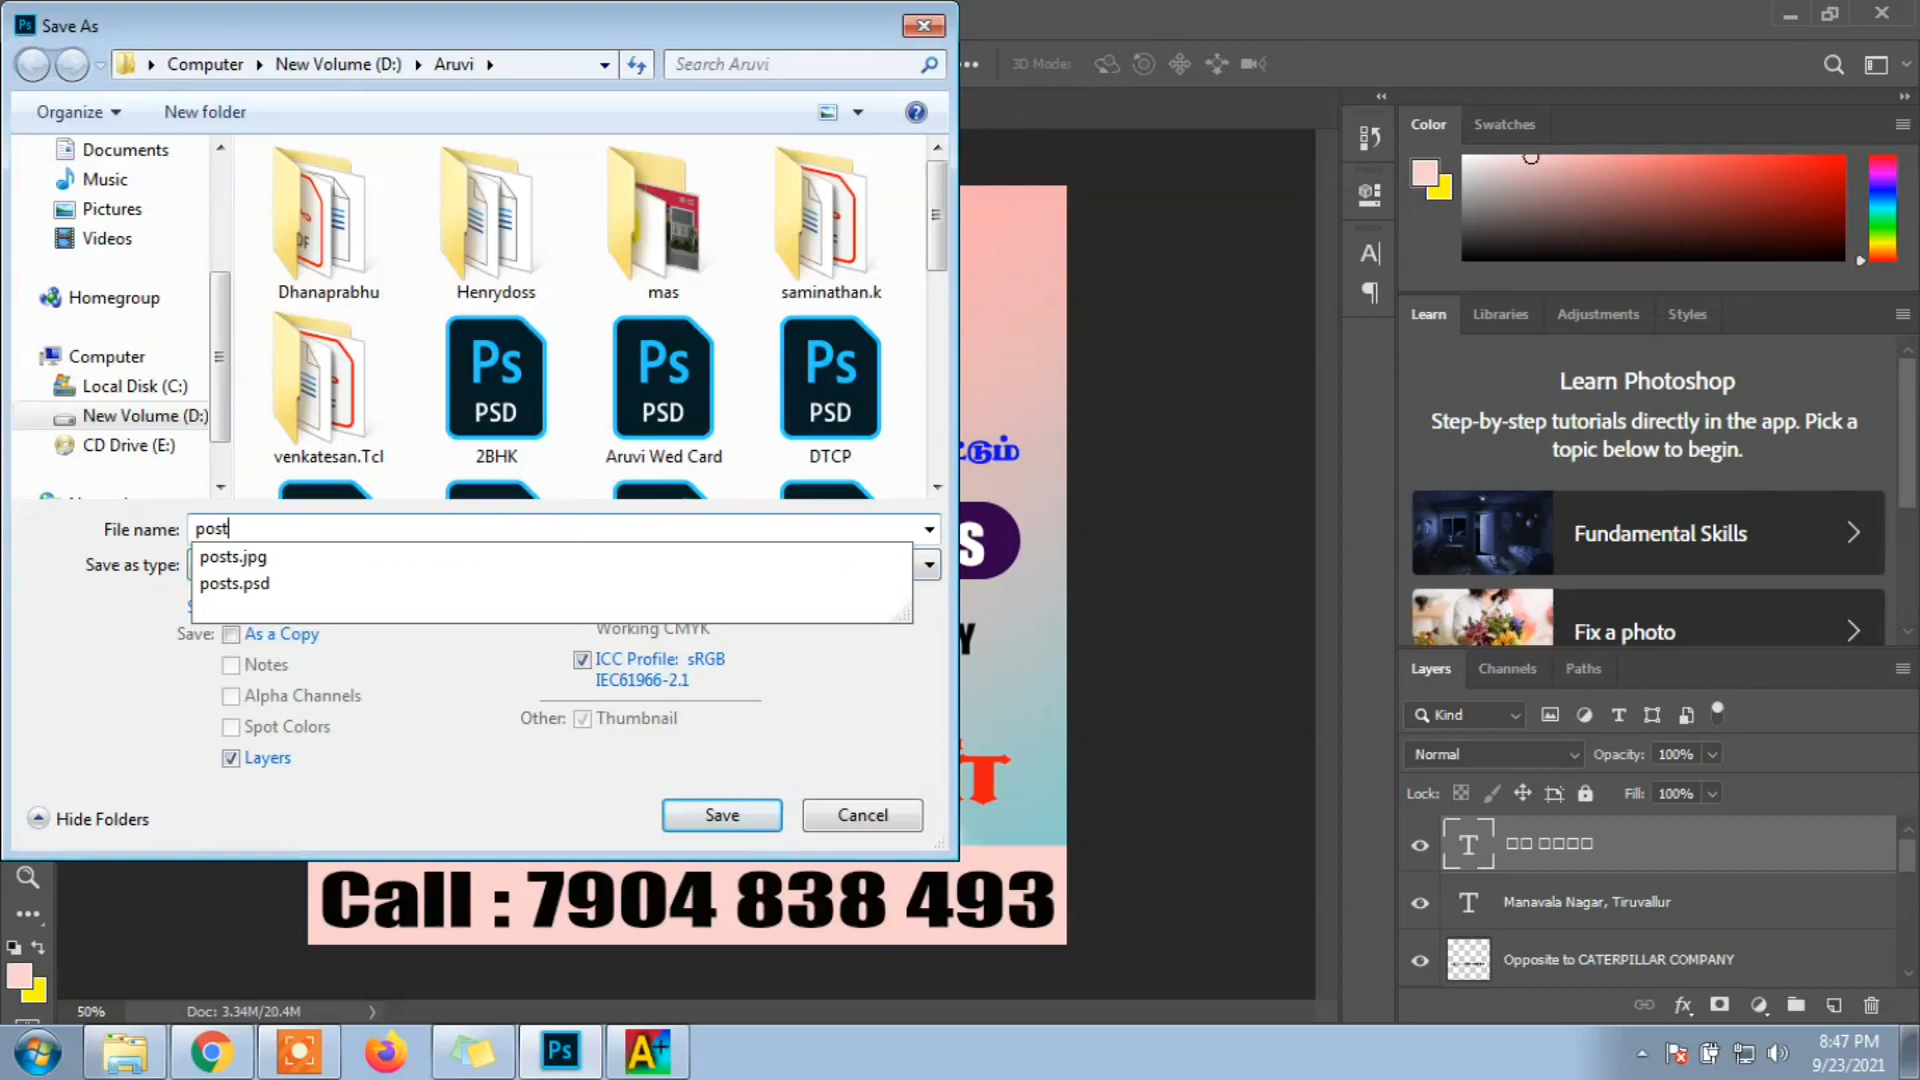 Save As
Computer New Volume (D:) Aruvi
Search Aruvi
3D Mode:
Organize
New folder
Documents
Music
Pictures
Videos
Homegroup
Computer
Local Disk (C:)
New Volume (D:)
CD Drive (E:)
Dhanaprabhu
Henrydoss
mas
saminathan.k
venkatesan.Tcl
Ps PSD
2BHK
Ps PSD
Aruvi Wed Card
Ps PSD
DTCP
File name: post
posts.jpg
posts.psd
Save as type:
Working CMYK
Save: As a Copy
Notes
Alpha Channels
Spot Colors
Layers
ICC Profile: sRGB
IEC61966-2.1
Other: Thumbnail
Hide Folders
Save
Cancel
Call : 7904 838 493
50%
Doc: 3.34M/20.4M
Color
Swatches
Learn
Libraries
Adjustments
Styles
Learn Photoshop
Step-by-step tutorials directly in the app. Pick a
topic below to begin.
Fundamental Skills
Fix a photo
Layers
Channels
Paths
Kind
Normal
Opacity: 100%
Lock:
Fill: 100%
Manavala Nagar, Tiruvallur
Opposite to CATERPILLAR COMPANY
8:47 PM
9/23/2021